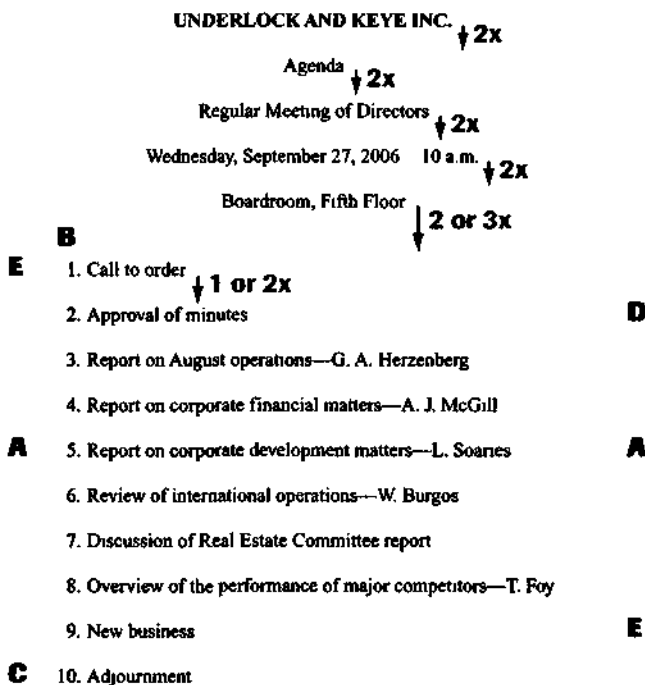 UNDERLOCK AND KEYE INC. 2x
Agenda 2x
Regular Meeting of Directors 2x
Wednesday, September 27, 2006 10 a.m. 2x
Boardroom, Fifth Floor 2 or 3x
B
E 1. Call to order 1 or 2x
2. Approval of minutes D
3. Report on August operations—G. A. Herzenberg
4. Report on corporate financial matters—A. J. McGill
A 5. Report on corporate development matters—L. Soares A
6. Review of international operations—W. Burgos
7. Discussion of Real Estate Committee report
8. Overview of the performance of major competitors—T. Foy
9. New business E
C 10. Adjournment